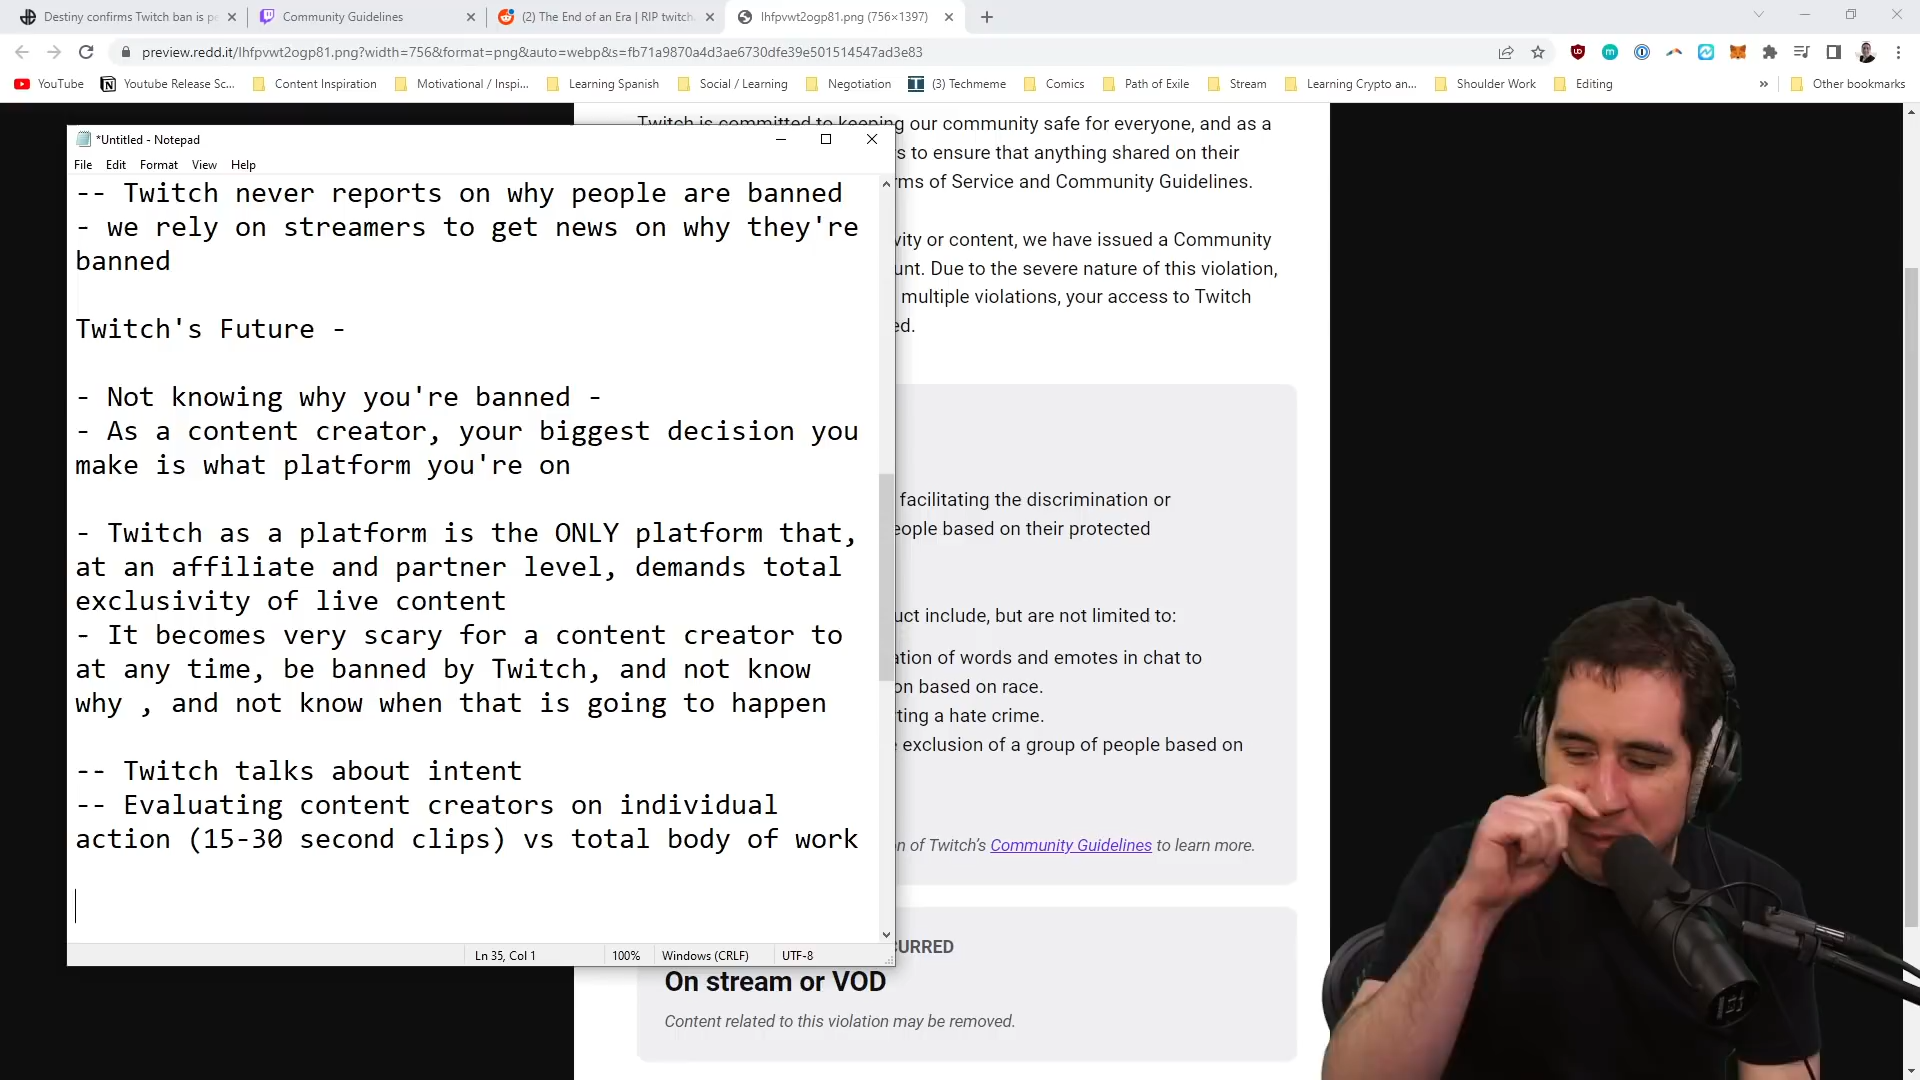 Destiny confirms Twitch ban is pe
Community Guidelines
(2) The End of an Era | RIP twitch.
lhfpvwt2ogp81.png (756×1397)
preview.redd.it/lhfpvwt2ogp81.png?width=756&format=png&auto=webp&s=fb71a9870a4d3ae6730dfe39e501514547ad3e83
YouTube
Youtube Release Sc...
Content Inspiration
Motivational / Inspi...
Learning Spanish
Social / Learning
Negotiation
(3) Techmeme
Comics
Path of Exile
Stream
Learning Crypto an...
Shoulder Work
Editing
»
Other bookmarks
*Untitled - Notepad
File Edit Format View Help
-- Twitch never reports on why people are banned
- we rely on streamers to get news on why they're
banned
Twitch's Future -
- Not knowing why you're banned -
- As a content creator, your biggest decision you
make is what platform you're on
- Twitch as a platform is the ONLY platform that,
at an affiliate and partner level, demands total
exclusivity of live content
- It becomes very scary for a content creator to
at any time, be banned by Twitch, and not know
why , and not know when that is going to happen
-- Twitch talks about intent
-- Evaluating content creators on individual
action (15-30 second clips) vs total body of work
Ln 35, Col 1
100%
Windows (CRLF)
UTF-8
Twitch is committed to keeping our community safe for everyone, and as a
s to ensure that anything shared on their
rms of Service and Community Guidelines.
vity or content, we have issued a Community
unt. Due to the severe nature of this violation,
multiple violations, your access to Twitch
ed.
facilitating the discrimination or
eople based on their protected
uct include, but are not limited to:
ation of words and emotes in chat to
on based on race.
rting a hate crime.
exclusion of a group of people based on
n of Twitch's Community Guidelines to learn more.
CURRED
On stream or VOD
Content related to this violation may be removed.